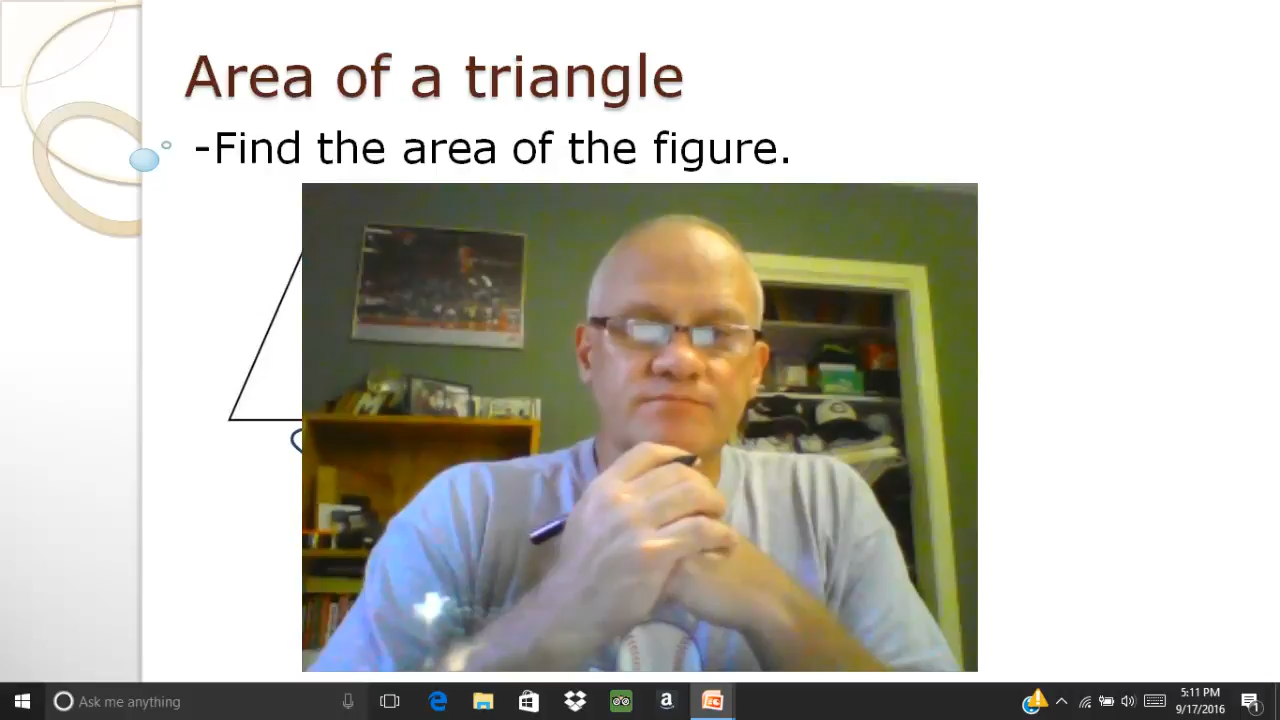 Area of a triangle
-Find the area of the figure.
Ask me anything
5:11 PM
9/17/2016